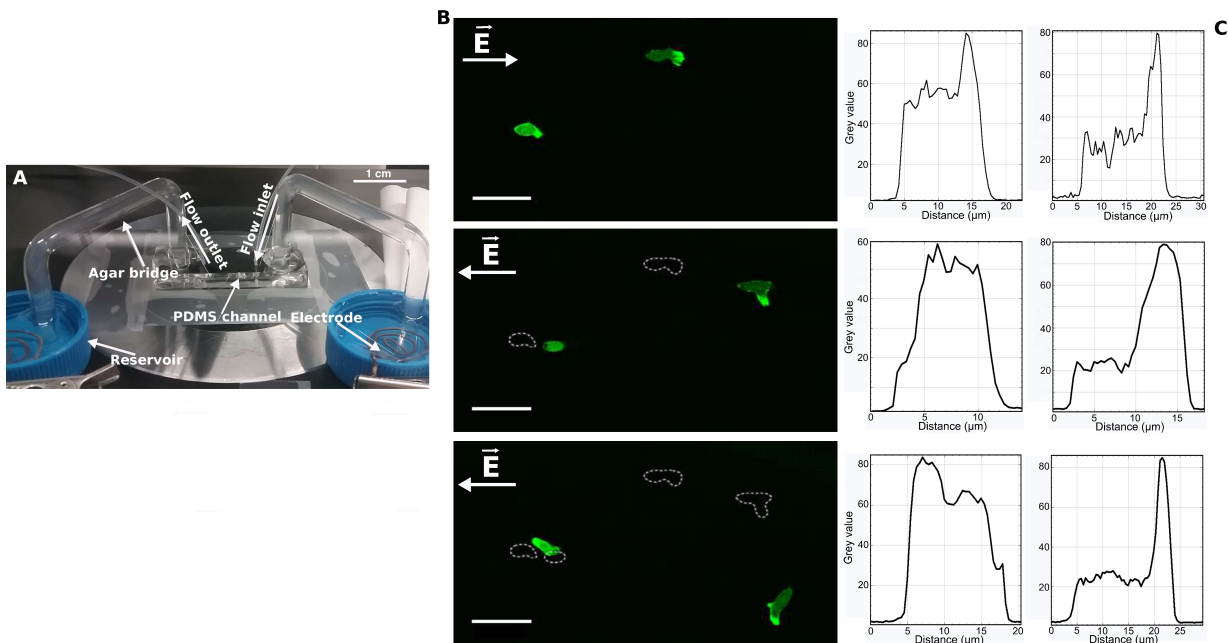 A
1 cm
Flow outlet
Flow inlet
Agar bridge
PDMS channel
Electrode
Reservoir
B
E
E
E
C
Grey value
80
60
40
20
0 5 10 15 20
Distance (µm)
80
60
40
20
0 5 10 15 20 25 30
Distance (µm)
Grey value
60
40
20
0 5 10
Distance (µm)
80
60
40
20
0 5 10 15
Distance (µm)
Grey value
80
60
40
20
0 5 10 15 20
Distance (µm)
80
60
40
20
0 5 10 15 20 25
Distance (µm)